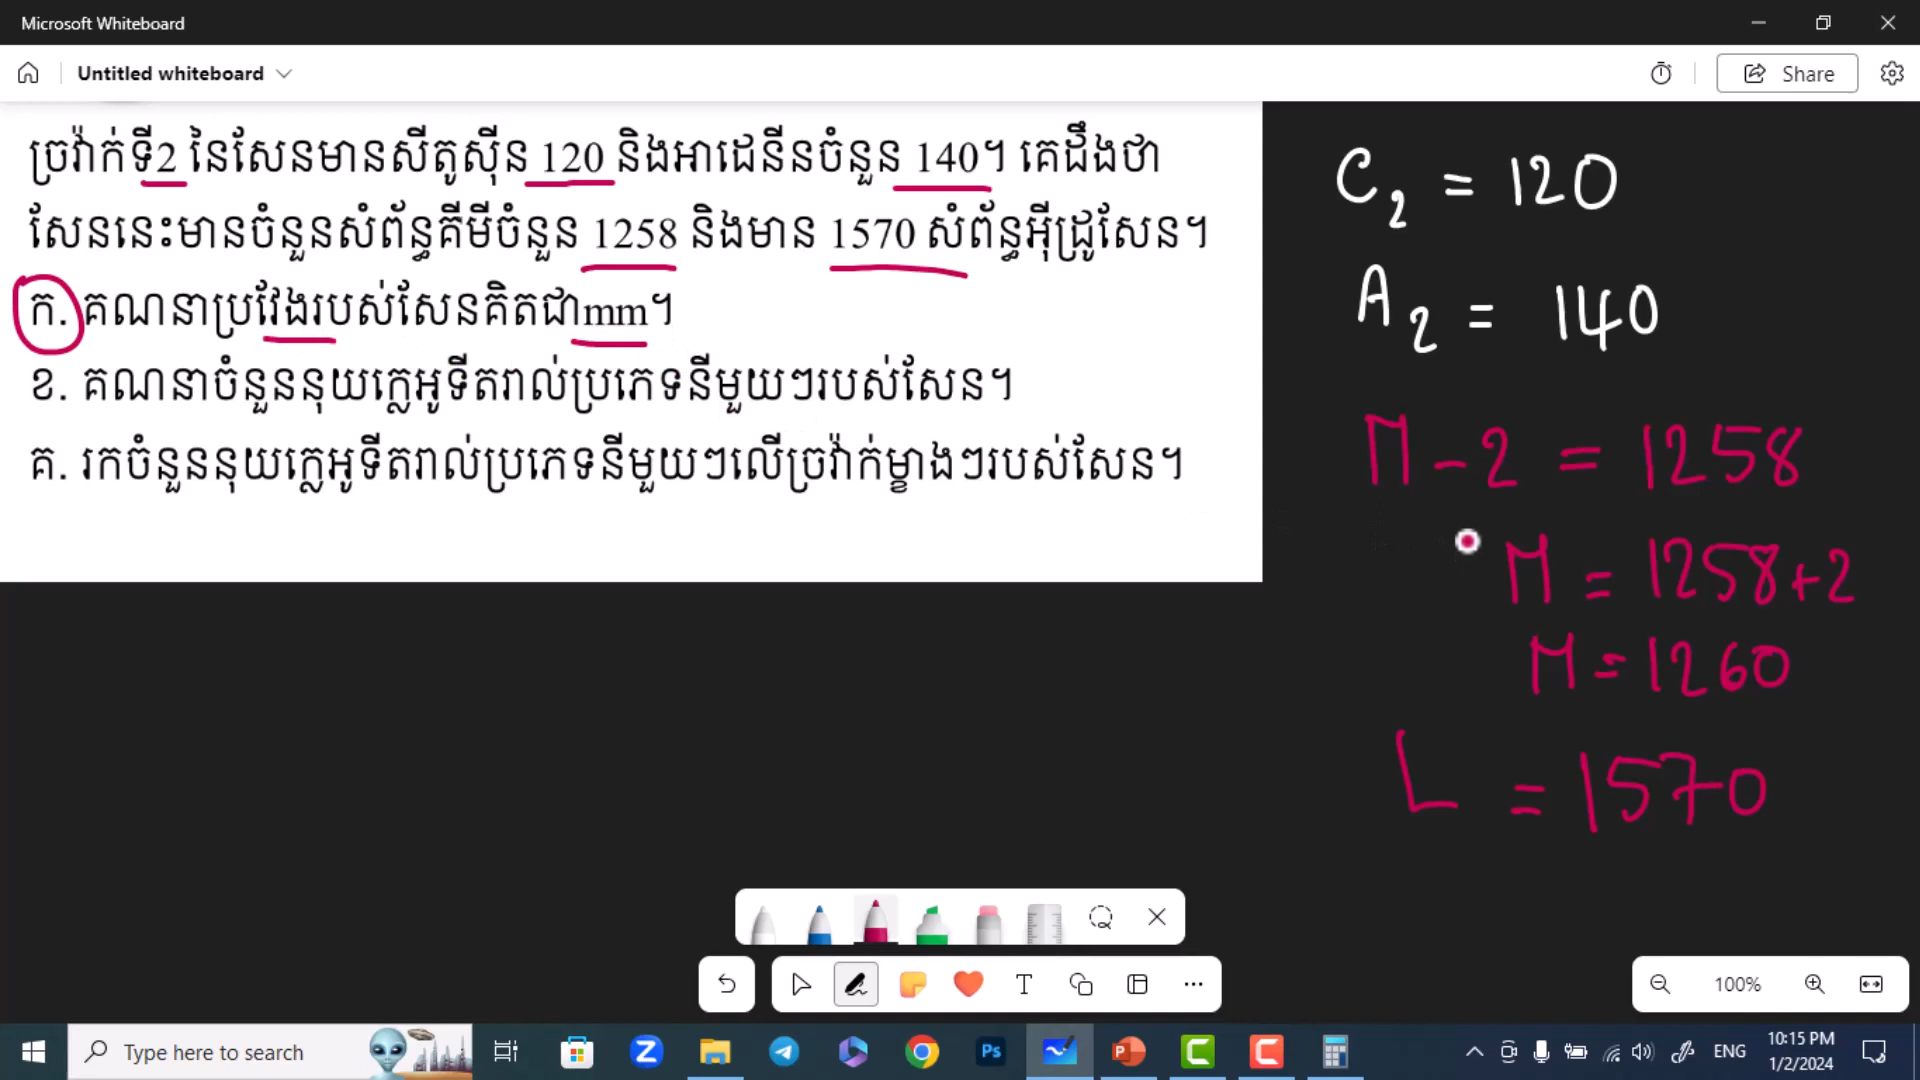 Microsoft Whiteboard
Untitled whiteboard
Share
ច្រវ៉ាក់ទី2 នៃសែនមានសីតូស៊ីន 120 និងអាដេនីនចំនួន 140។ គេដឹងថា
សែននេះមានចំនួនសំព័ន្ធគីមីចំនួន 1258 និងមាន 1570 សំព័ន្ធអ៊ីដ្រូសែន។
ក. គណនាប្រវែងរបស់សែនគិតជាmm។
ខ. គណនាចំនួននុយក្លេអូទីតរាល់ប្រភេទនីមួយៗរបស់សែន។
គ. រកចំនួននុយក្លេអូទីតរាល់ប្រភេទនីមួយៗលើច្រវ៉ាក់ម្ខាងៗរបស់សែន។
C2 = 120
A2 = 140
M - 2 = 1258
M = 1258+2
M = 1260
L = 1570
100%
Type here to search
ENG
10:15 PM
1/2/2024